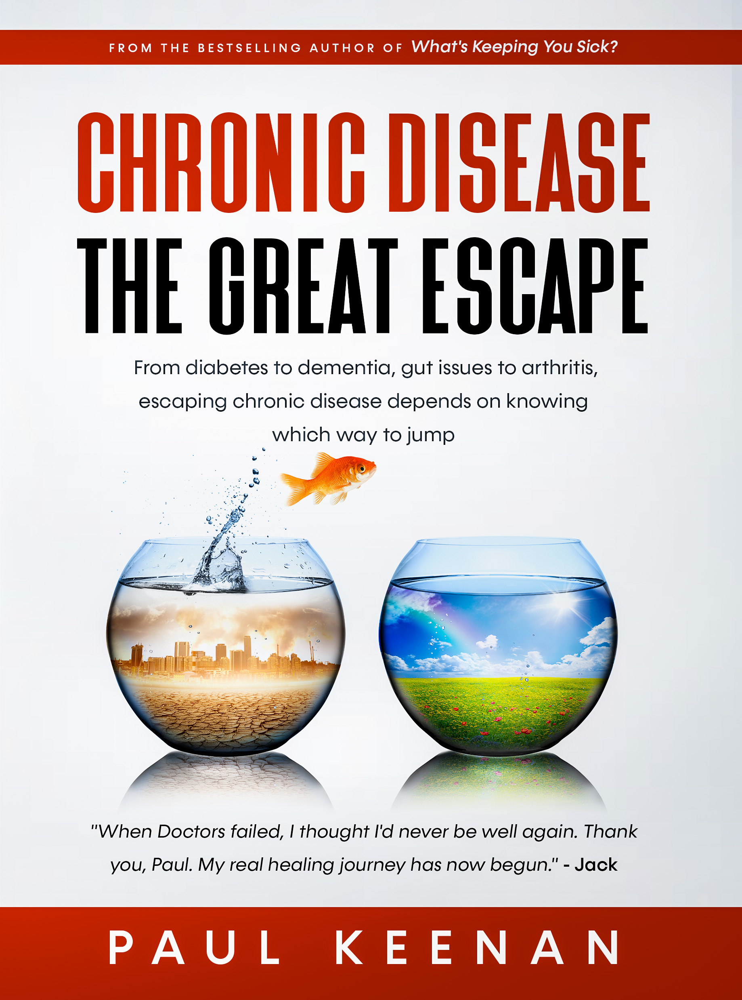 FROM THE BESTSELLING AUTHOR OF What's Keeping You Sick?
CHRONIC DISEASE
THE GREAT ESCAPE
From diabetes to dementia, gut issues to arthritis,
escaping chronic disease depends on knowing
which way to jump
"When Doctors failed, I thought I'd never be well again. Thank
you, Paul. My real healing journey has now begun." - Jack
PAUL KEENAN